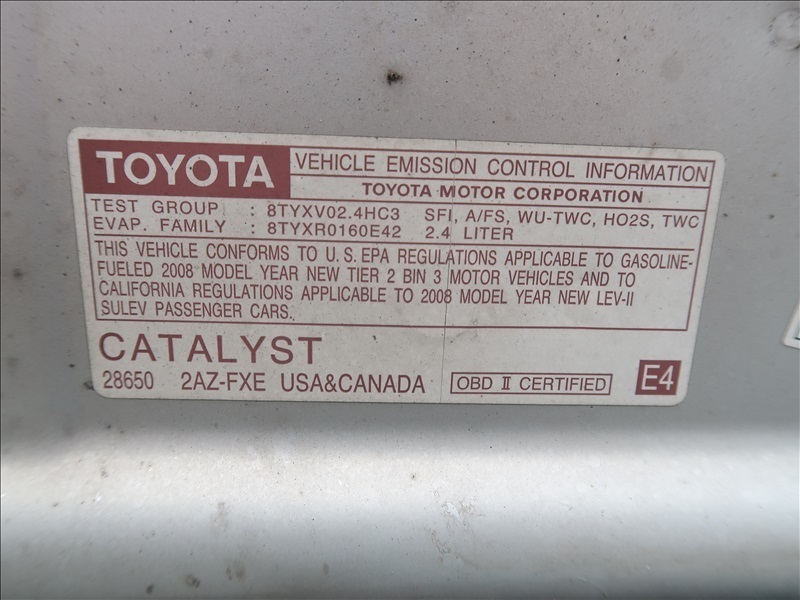 TOYOTA VEHICLE EMISSION CONTROL INFORMATION
TOYOTA MOTOR CORPORATION
TEST GROUP : 8TYXV02.4HC3 SFI, A/FS, WU-TWC, HO2S, TWC
EVAP. FAMILY : 8TYXR0160E42 2.4 LITER
THIS VEHICLE CONFORMS TO U.S. EPA REGULATIONS APPLICABLE TO GASOLINE-
FUELED 2008 MODEL YEAR NEW TIER 2 BIN 3 MOTOR VEHICLES AND TO
CALIFORNIA REGULATIONS APPLICABLE TO 2008 MODEL YEAR NEW LEV-II
SULEV PASSENGER CARS.
CATALYST
28650 2AZ-FXE USA&CANADA OBD II CERTIFIED E4